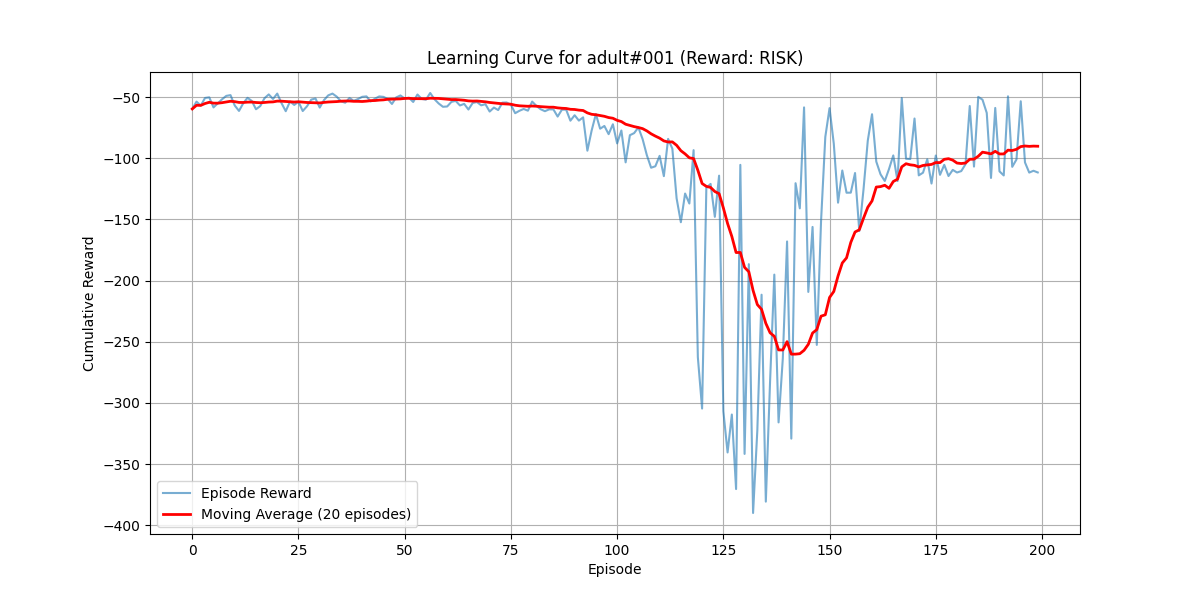 Learning Curve for adult#001 (Reward: RISK)
Cumulative Reward
−50
−100
−150
−200
−250
−300
−350
−400
Episode Reward
Moving Average (20 episodes)
0 25 50 75 100 125 150 175 200
Episode